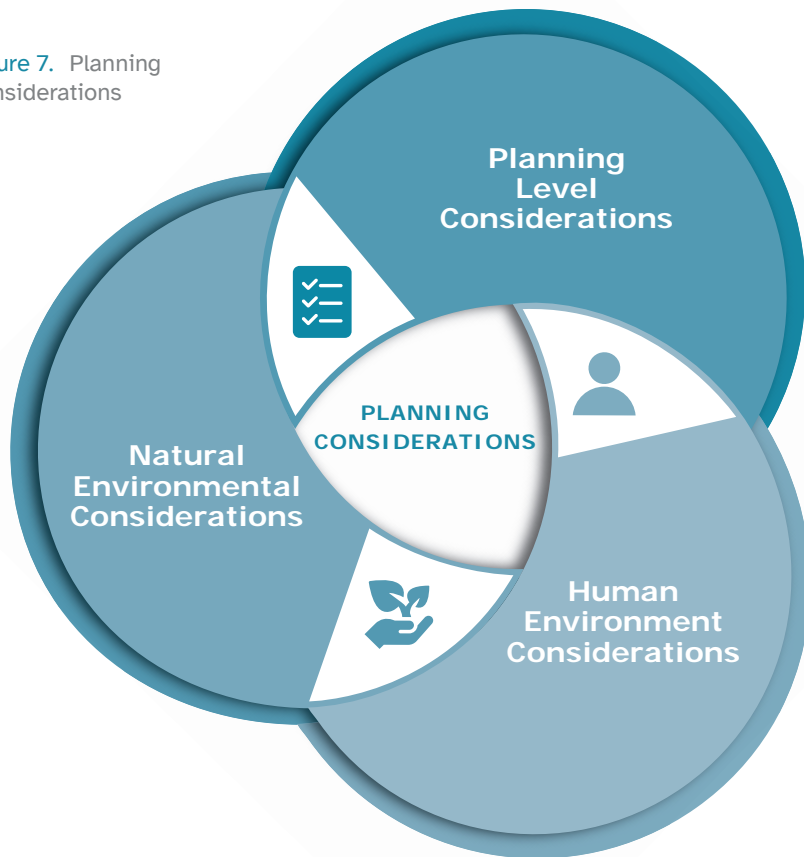 ure 7. Planning
nsiderations
Planning
Level
Considerations
PLANNING
CONSIDERATIONS
Natural
Environmental
Considerations
Human
Environment
Considerations